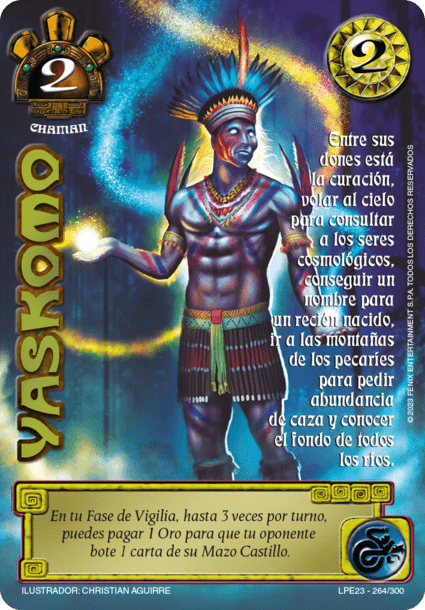 2
CHAMAN
2
YASKOMO
Entre sus
dones está
la curación,
volar al cielo
para consultar
a los seres
cosmológicos,
conseguir un
nombre para
un recién nacido,
ir a las montañas
de los pecaríes
para pedir
abundancia
de caza y conocer
el fondo de todos
los ríos.
© 2023 FÉNIX ENTERTAINMENT S.P.A. TODOS LOS DERECHOS RESERVADOS
En tu Fase de Vigilia, hasta 3 veces por turno,
puedes pagar 1 Oro para que tu oponente
bote 1 carta de su Mazo Castillo.
ILUSTRADOR: CHRISTIAN AGUIRRE
LPE23 - 264/300